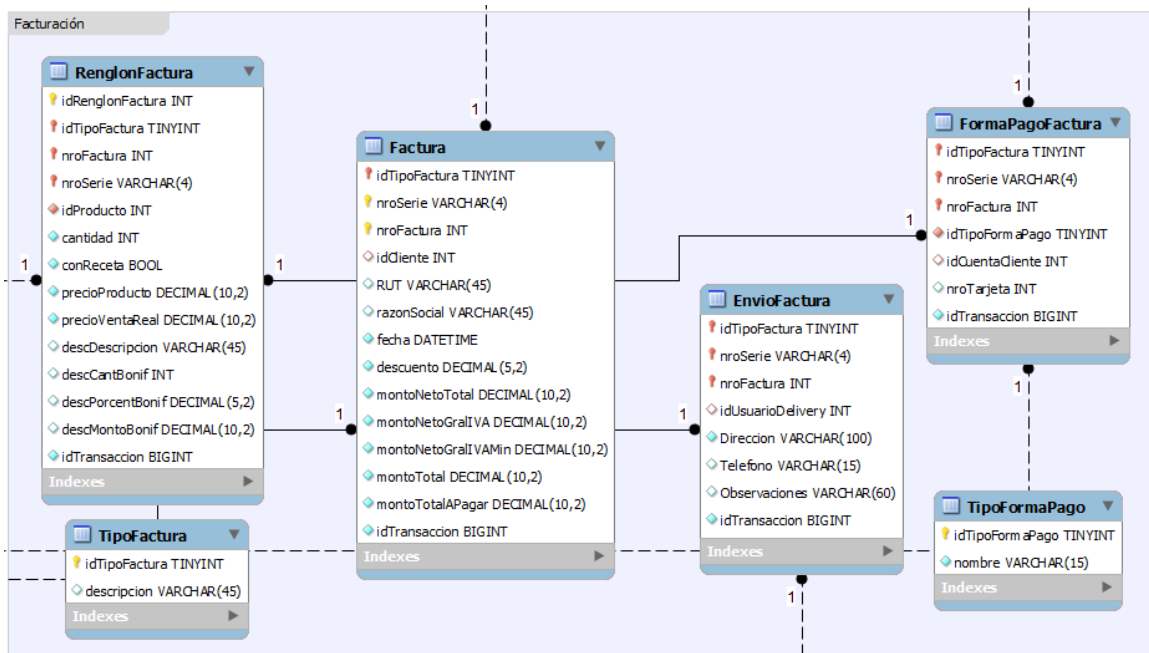 Facturación
RenglonFactura
idRenglonFactura INT
idTipoFactura TINYINT
nroFactura INT
nroSerie VARCHAR(4)
idProducto INT
cantidad INT
conReceta BOOL
precioProducto DECIMAL(10,2)
precioVentaReal DECIMAL(10,2)
descDescripcion VARCHAR(45)
descCantBonif INT
descPorcentBonif DECIMAL(5,2)
descMontoBonif DECIMAL(10,2)
idTransaccion BIGINT
Indexes
TipoFactura
idTipoFactura TINYINT
descripcion VARCHAR(45)
Indexes
Factura
idTipoFactura TINYINT
nroSerie VARCHAR(4)
nroFactura INT
idCliente INT
RUT VARCHAR(45)
razonSocial VARCHAR(45)
fecha DATETIME
descuento DECIMAL(5,2)
montoNetoTotal DECIMAL(10,2)
montoNetoGralIVA DECIMAL(10,2)
montoNetoGralIVAMin DECIMAL(10,2)
montoTotal DECIMAL(10,2)
montoTotalAPagar DECIMAL(10,2)
idTransaccion BIGINT
Indexes
EnvioFactura
idTipoFactura TINYINT
nroSerie VARCHAR(4)
nroFactura INT
idUsuarioDelivery INT
Direccion VARCHAR(100)
Telefono VARCHAR(15)
Observaciones VARCHAR(60)
idTransaccion BIGINT
Indexes
FormaPagoFactura
idTipoFactura TINYINT
nroSerie VARCHAR(4)
nroFactura INT
idTipoFormaPago TINYINT
idCuentaCliente INT
nroTarjeta INT
idTransaccion BIGINT
Indexes
TipoFormaPago
idTipoFormaPago TINYINT
nombre VARCHAR(15)
Indexes
1
1
1
1
1
1
1
1
1